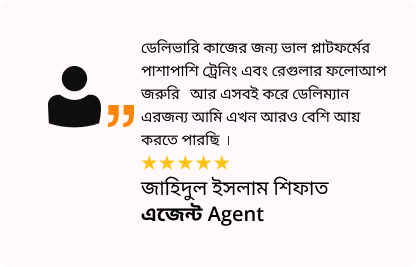 ডেলিভারি কাজের জন্য ভাল প্লাটফর্মের
পাশাপাশি ট্রেনিং এবং রেগুলার ফলোআপ
জরুরি আর এসবই করে ডেলিম্যান
এরজন্য আমি এখন আরও বেশি আয়
করতে পারছি ।
জাহিদুল ইসলাম শিফাত
এজেন্ট Agent